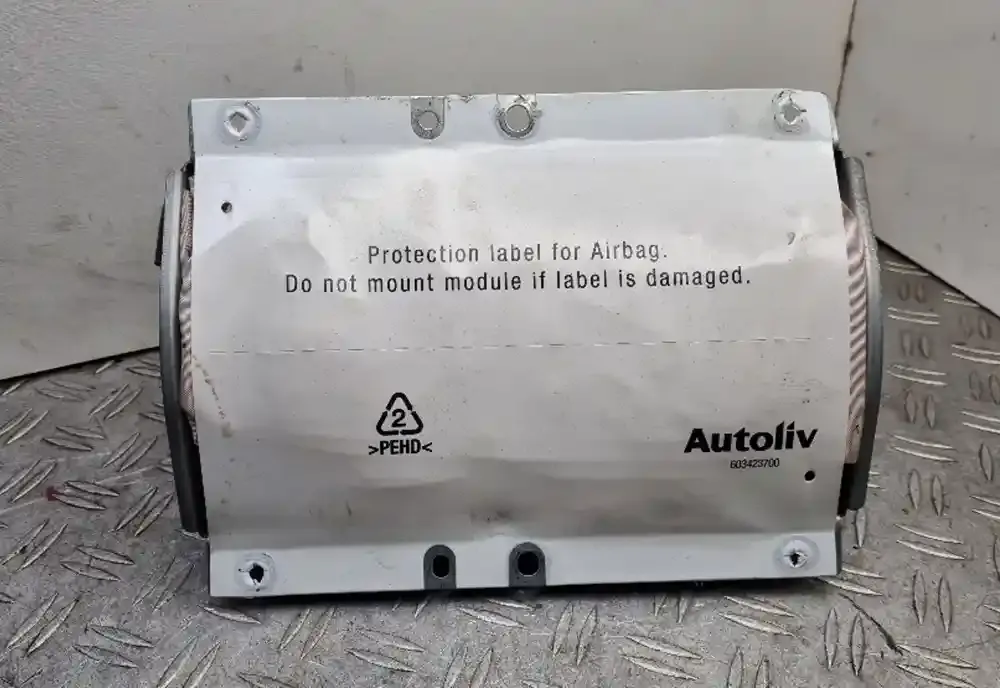 Protection label for Airbag.
Do not mount module if label is damaged.
2
>PEHD<
Autoliv
603423700